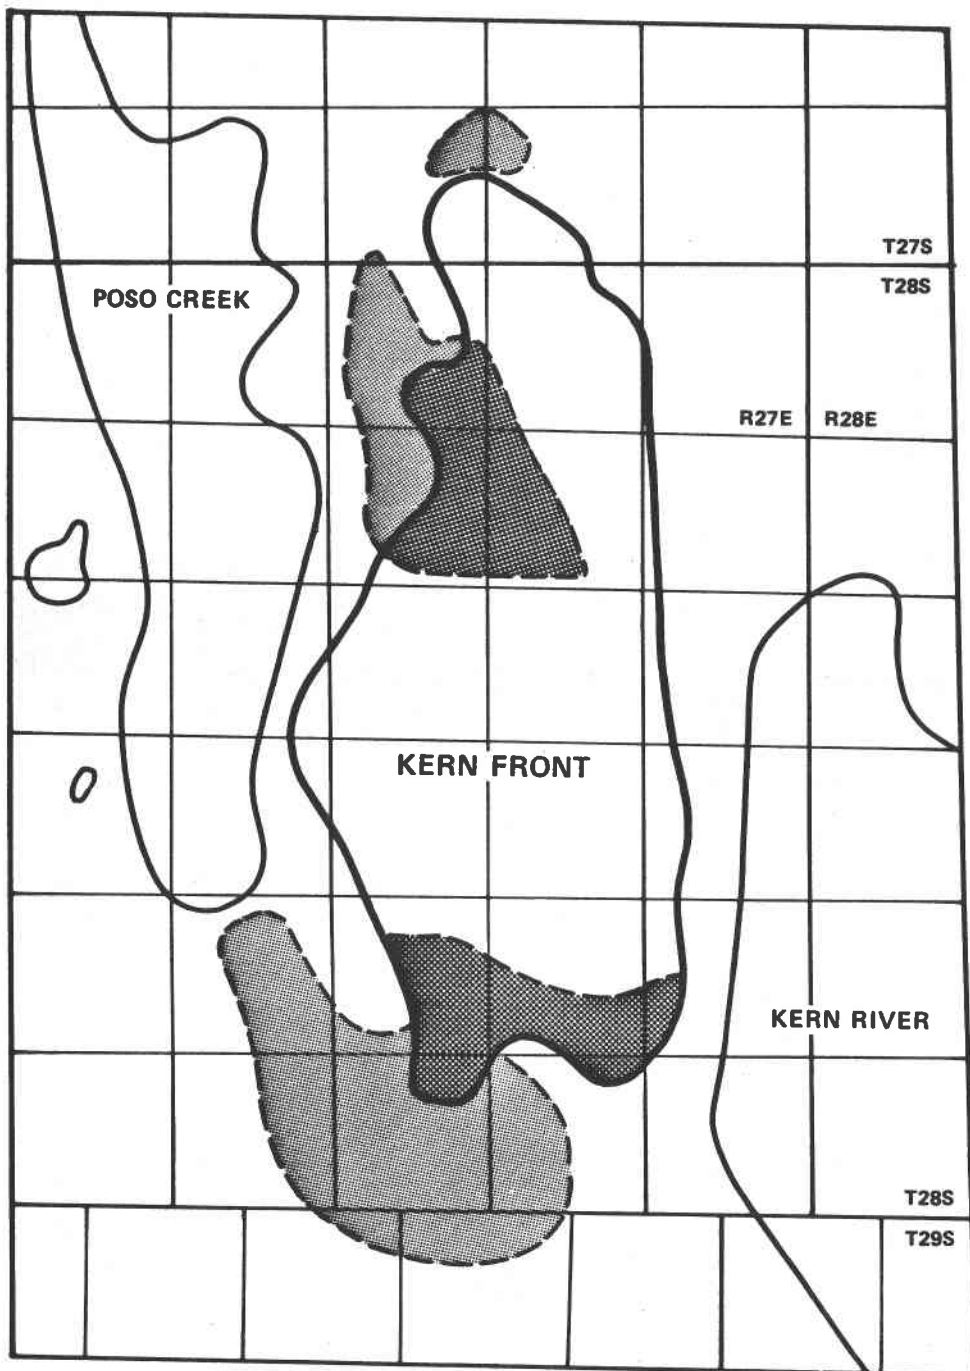 T27S
POSO CREEK
T28S
R27E
R28E
KERN FRONT
KERN RIVER
T28S
T29S